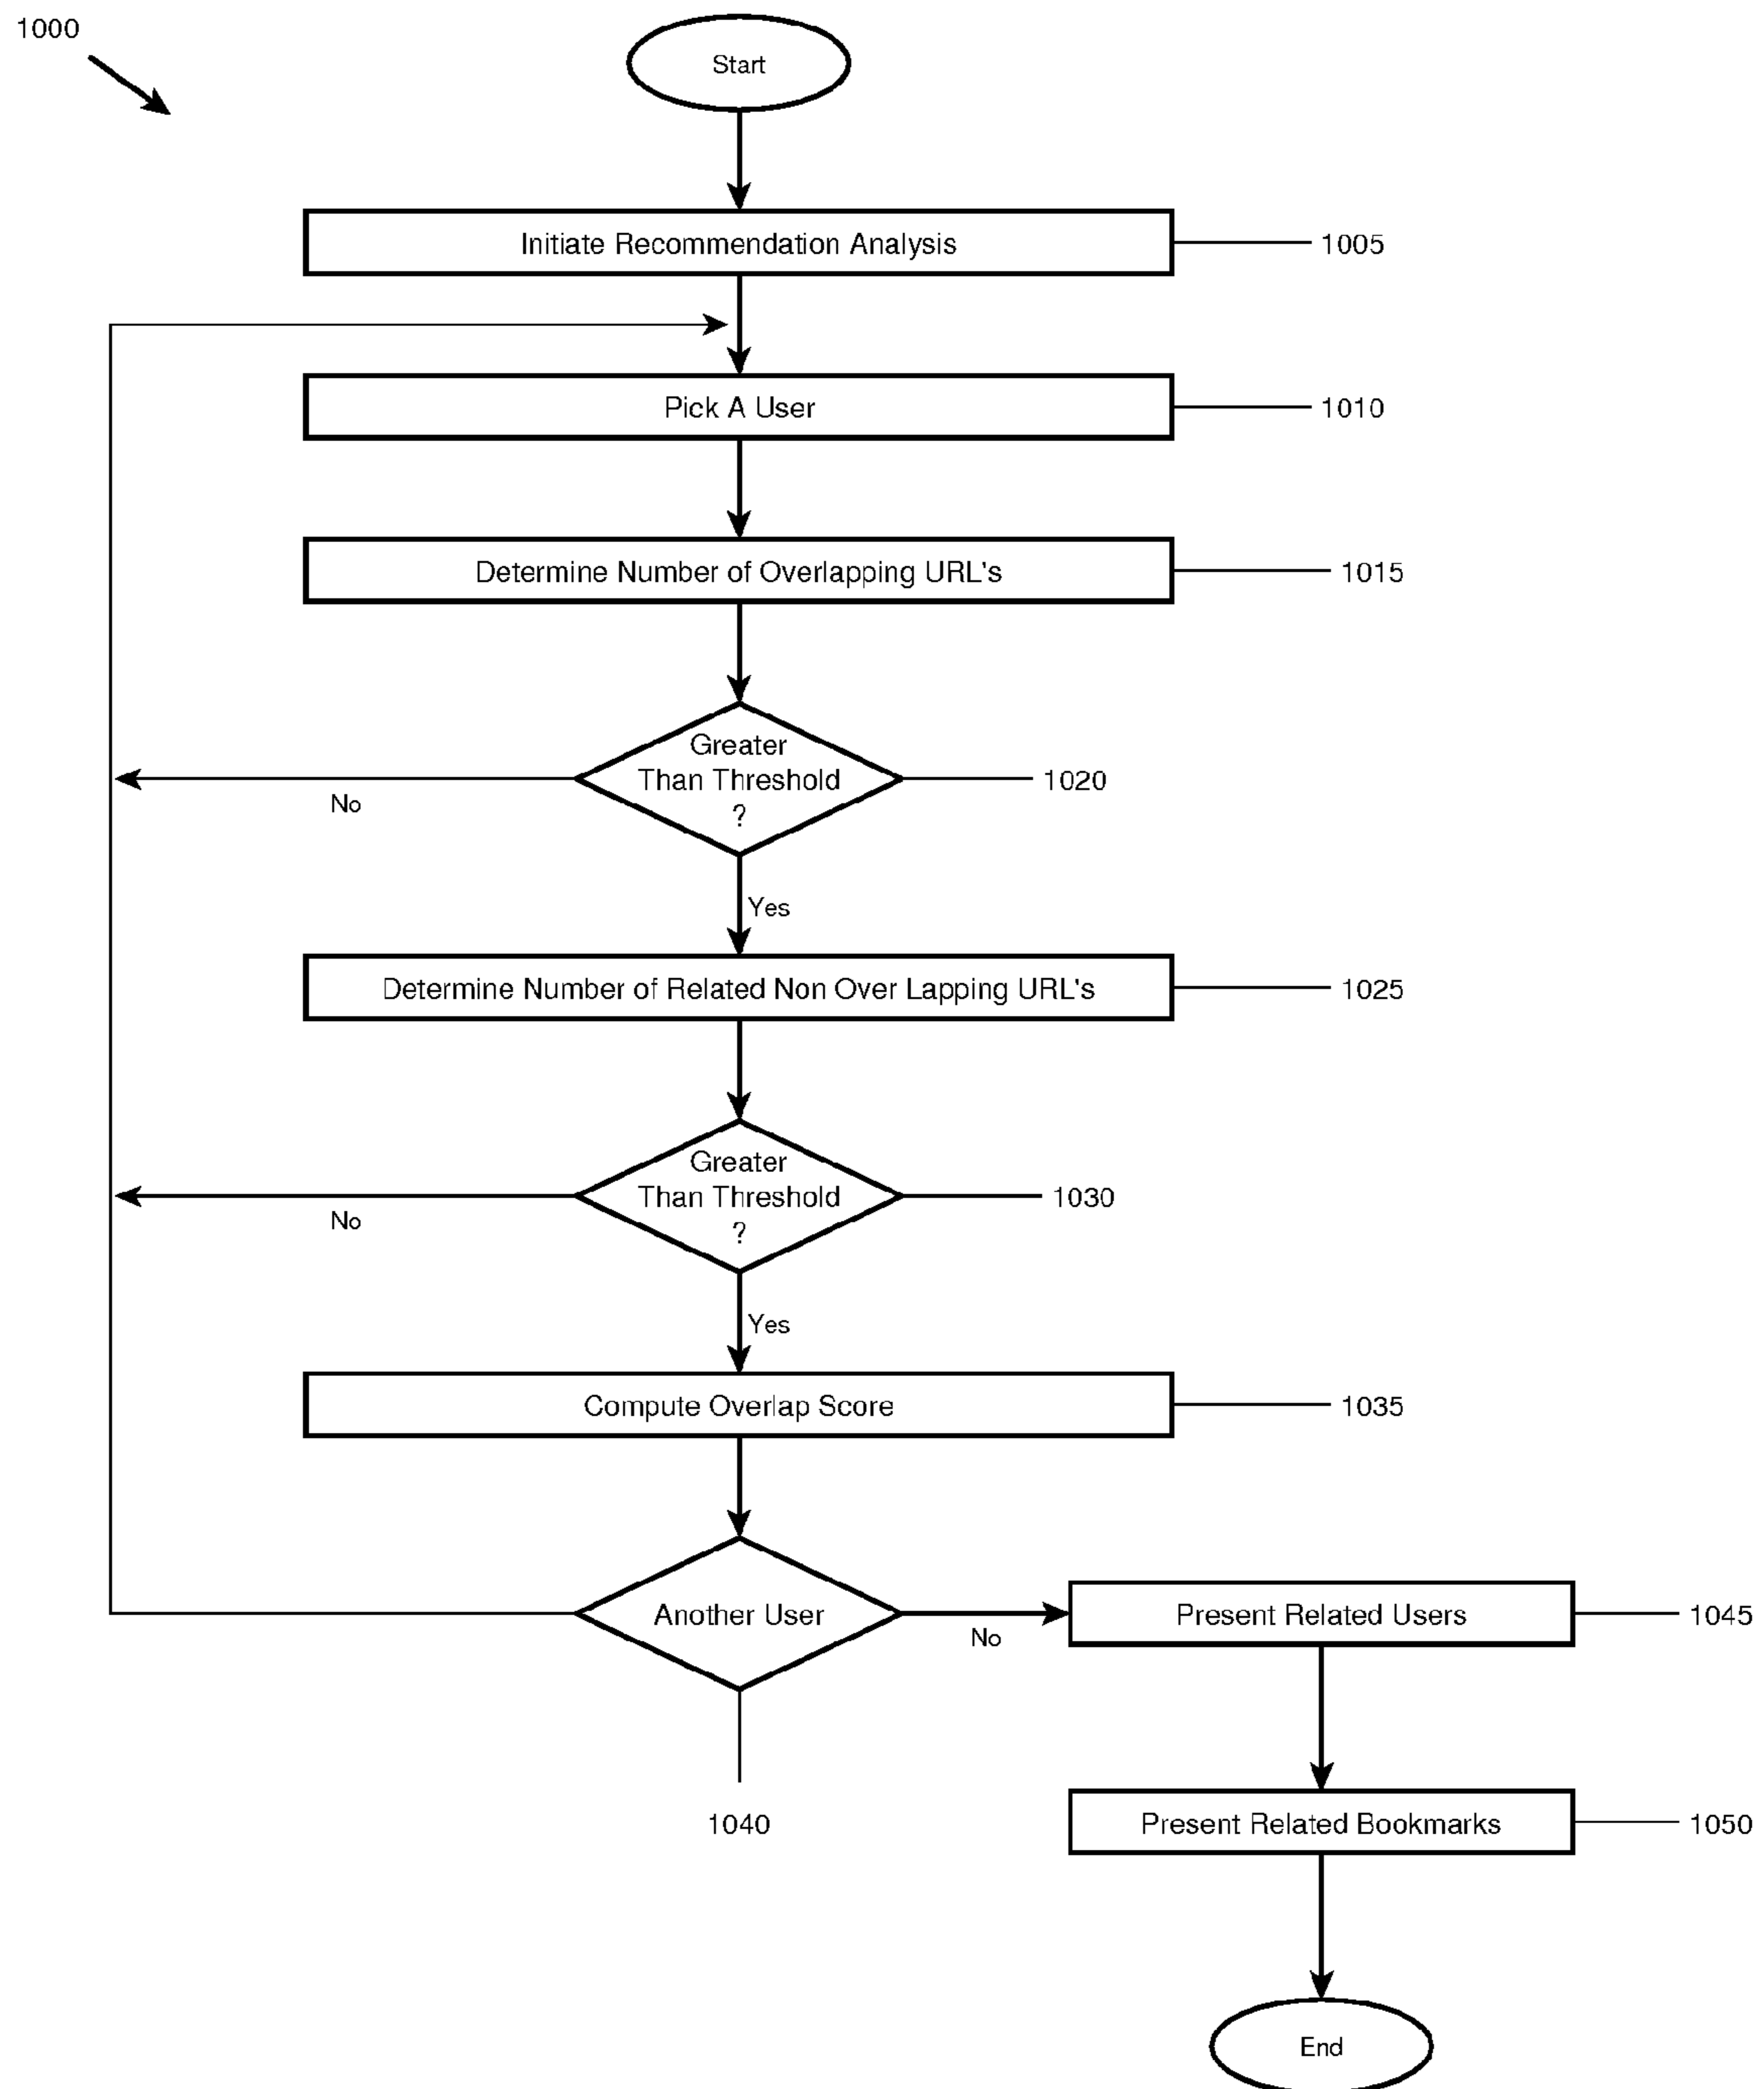 1000
Start
Initiate Recommendation Analysis
1005
Pick A User
1010
Determine Number of Overlapping URL's
1015
Greater
Than Threshold
?
1020
No
Yes
Determine Number of Related Non Over Lapping URL's
1025
Greater
Than Threshold
?
1030
No
Yes
Compute Overlap Score
1035
Another User
No
Present Related Users
1045
1040
Present Related Bookmarks
1050
End